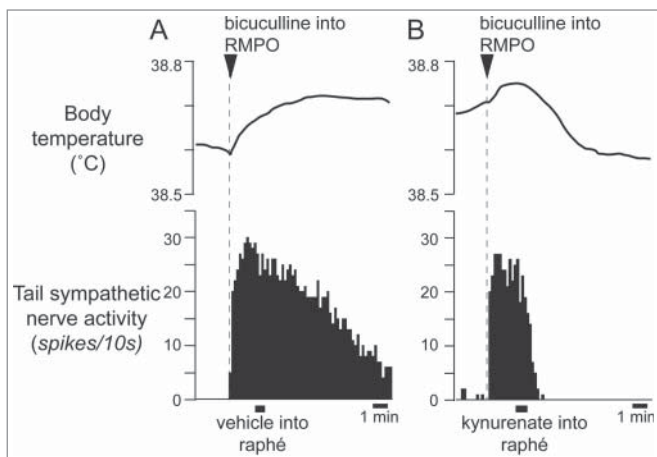 A
bicuculline into
RMPO
B
bicuculline into
RMPO
38.8
38.8
Body
temperature
(˚C)
38.5
38.5
30
30
Tail sympathetic
nerve activity
(spikes/10s)
20
20
10
10
0
0
1 min
1 min
vehicle into
raphé
kynurenate into
raphé